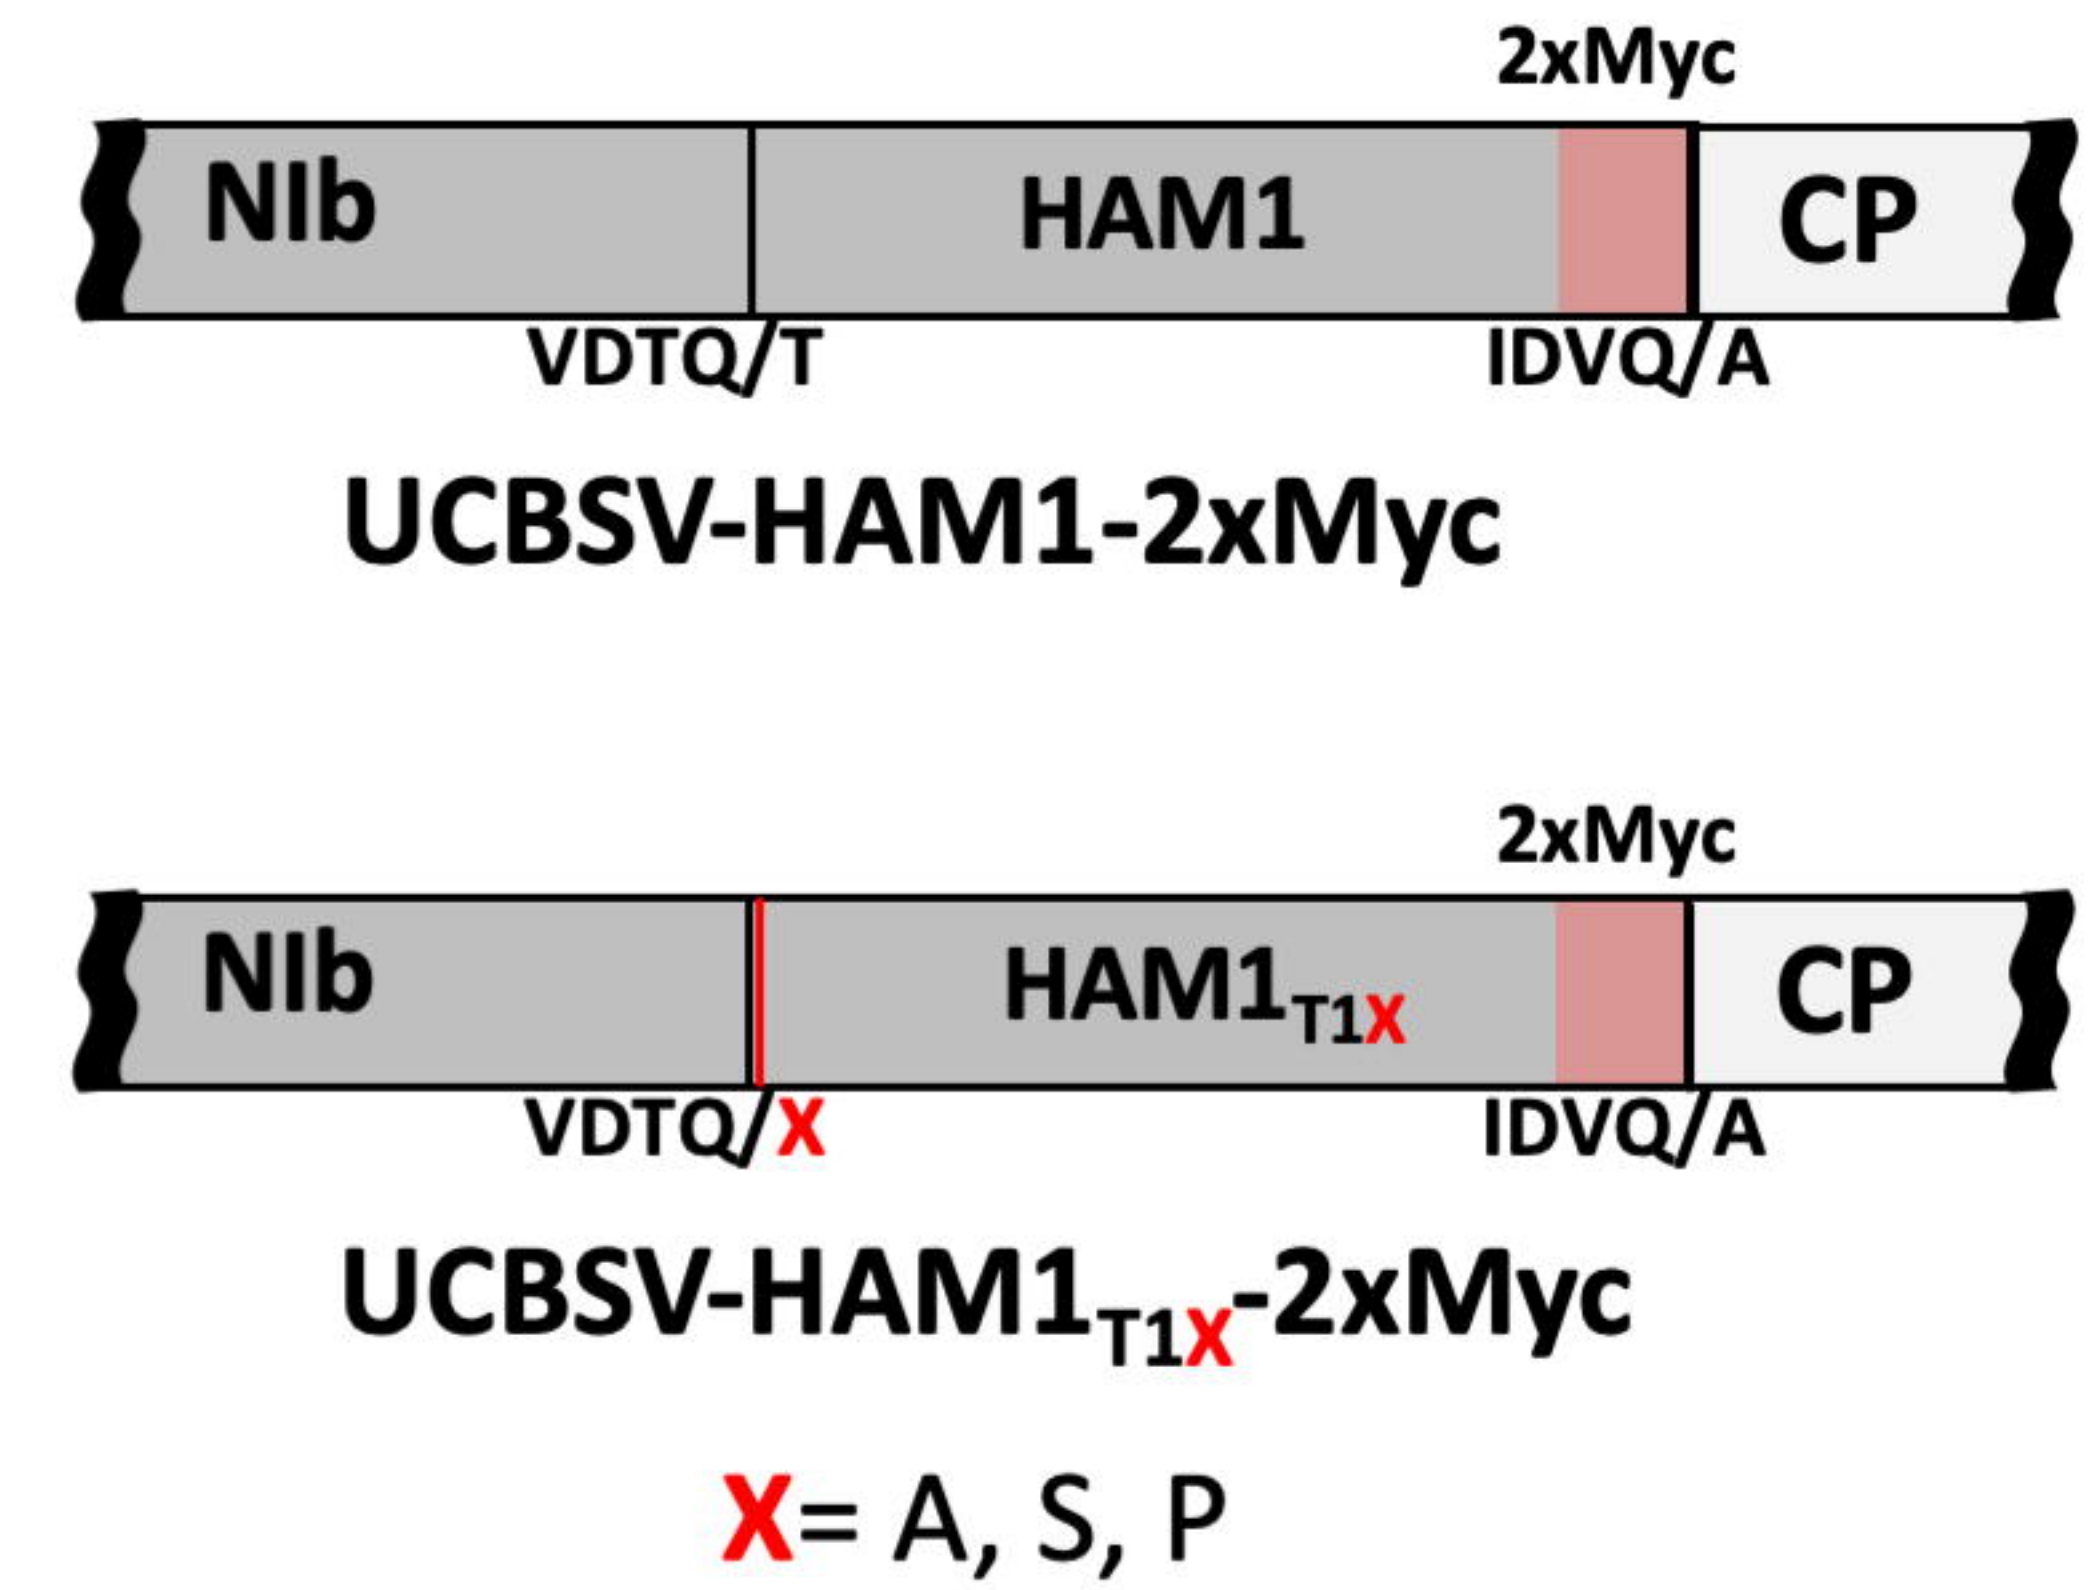 2xMyc
NIb HAM1 CP
VDTQ/T IDVQ/A
UCBSV-HAM1-2xMyc
2xMyc
NIb HAM1T1X CP
VDTQ/X IDVQ/A
UCBSV-HAM1T1X-2xMyc
X= A, S, P